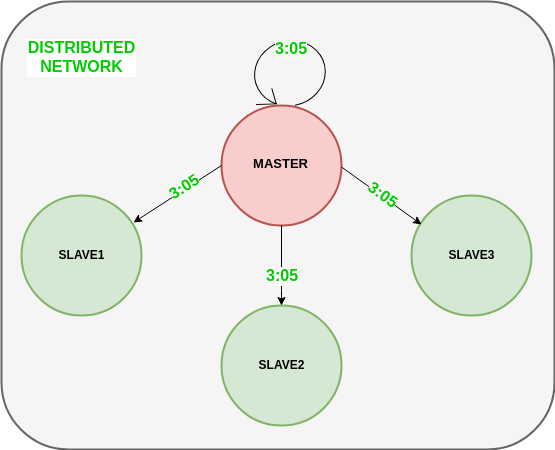 DISTRIBUTED
NETWORK
3:05
MASTER
3:05
3:05
SLAVE1
SLAVE3
3:05
SLAVE2